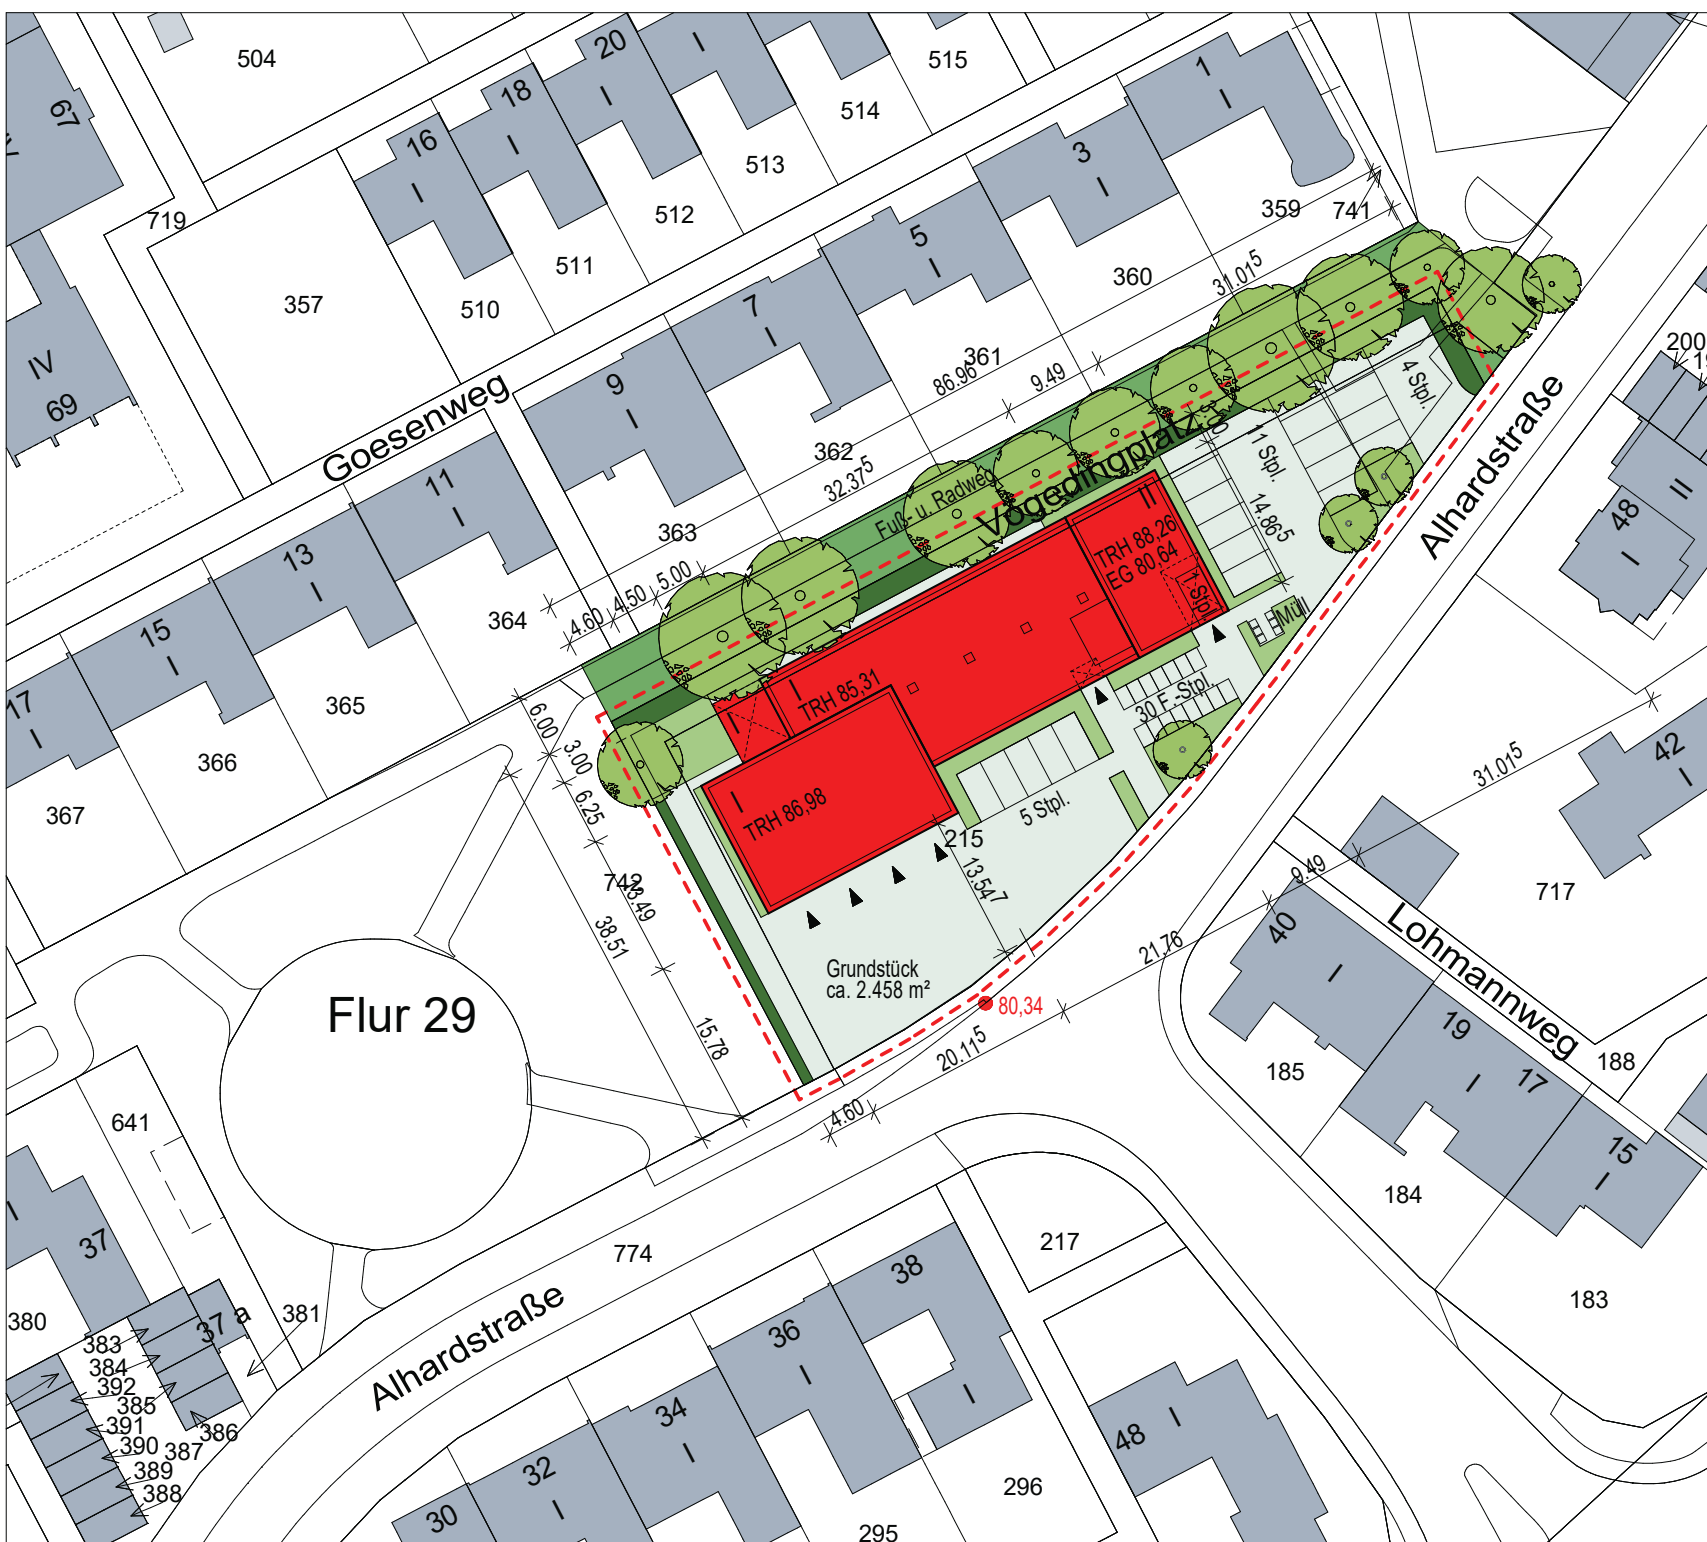 504
67
20
I
18
I
16
I
515
514
513
512
511
510
719
357
IV
69
1
I
3
I
5
I
7
I
9
I
11
I
13
I
15
I
17
I
359
741
360
361
362
363
364
365
366
367
31.01⁵
86.96
9.49
32.37⁵
5.00
4.50
4.60
Goesenweg
Vogedingplatz
Fuß- u. Radweg
4 Stpl.
11 Stpl.
14.86⁵
II
TRH 88,26
EG 80,64
1 Stpl.
Müll
30 F.-Stpl.
I
TRH 85,31
I
I
TRH 86,98
5 Stpl.
215
13.54⁷
Grundstück
ca. 2.458 m²
80,34
6.00
3.00
6.25
742
38.51
15.78
4.60
20.11⁵
21.76
9.49
31.01⁵
Alhardstraße
200
II
48
I
42
I
717
Lohmannweg
40
I
19
I
17
15
I
188
185
184
183
Flur 29
641
I
37
37 a
380
381
383
384
392
385
391
386
390
387
389
388
774
Alhardstraße
217
38
I
36
I
34
I
32
I
30
48
I
296
295